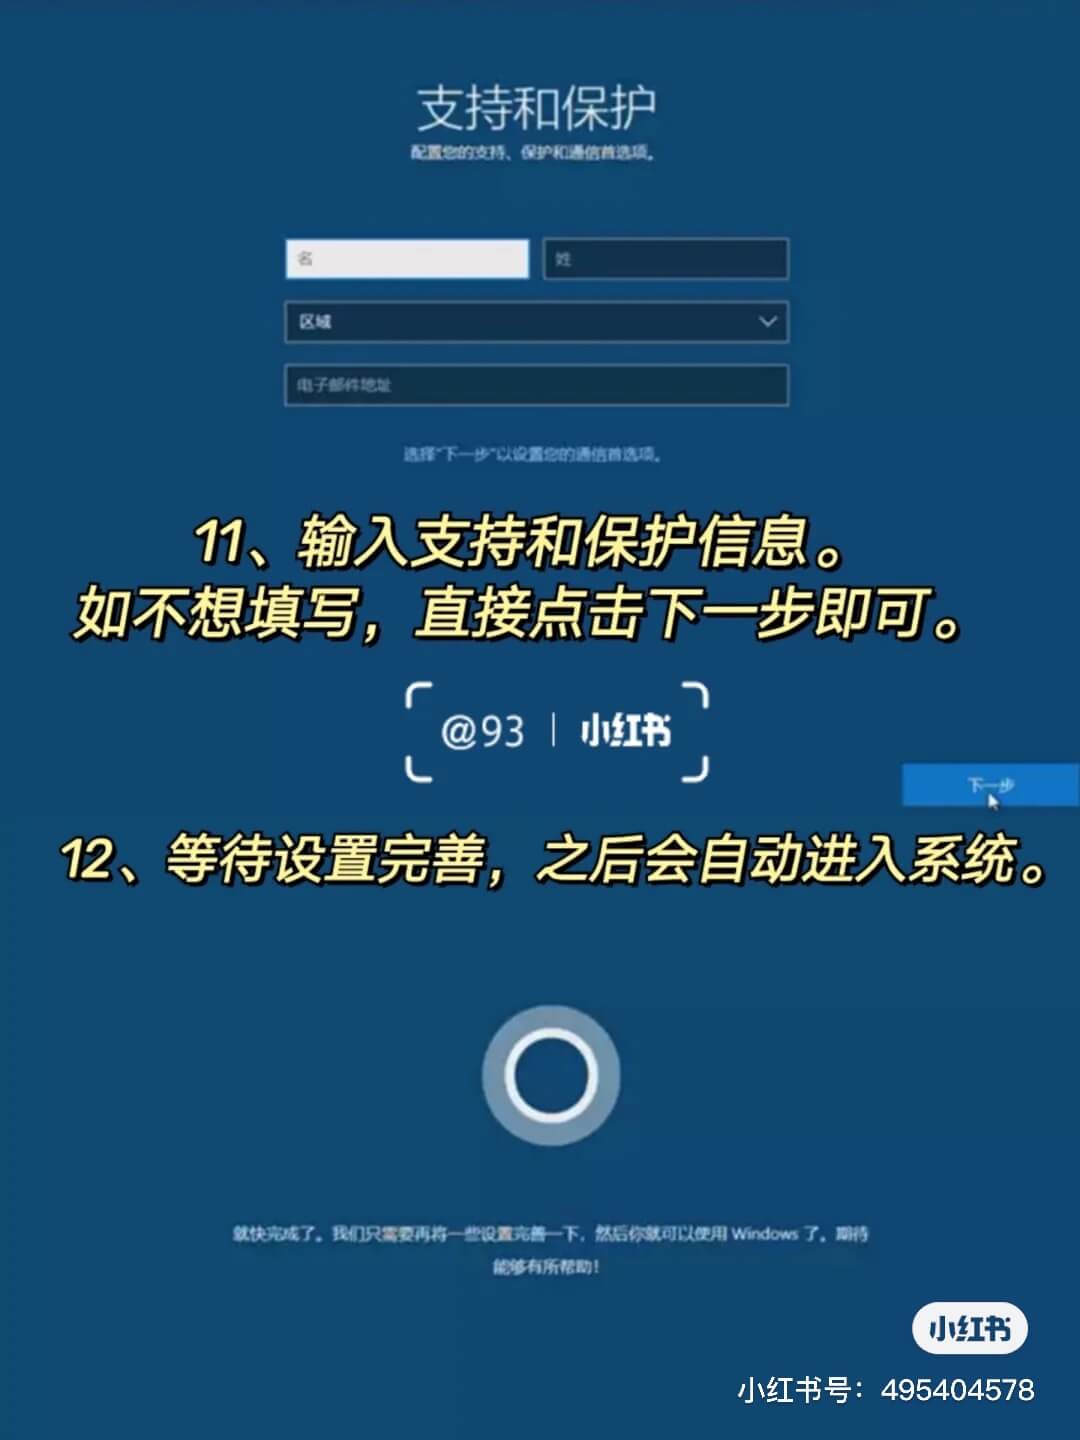 支持和保护
配置您的支持、保护和通信首选项。
名
姓
区域
电子邮件地址
选择"下一步"以设置您的通信首选项。
11、输入支持和保护信息。
如不想填写，直接点击下一步即可。
@93 | 小红书
下一步
12、等待设置完善，之后会自动进入系统。
就快完成了。我们只需要再将一些设置完善一下，然后你就可以使用 Windows 了。期待
能够有所帮助！
小红书
小红书号：495404578